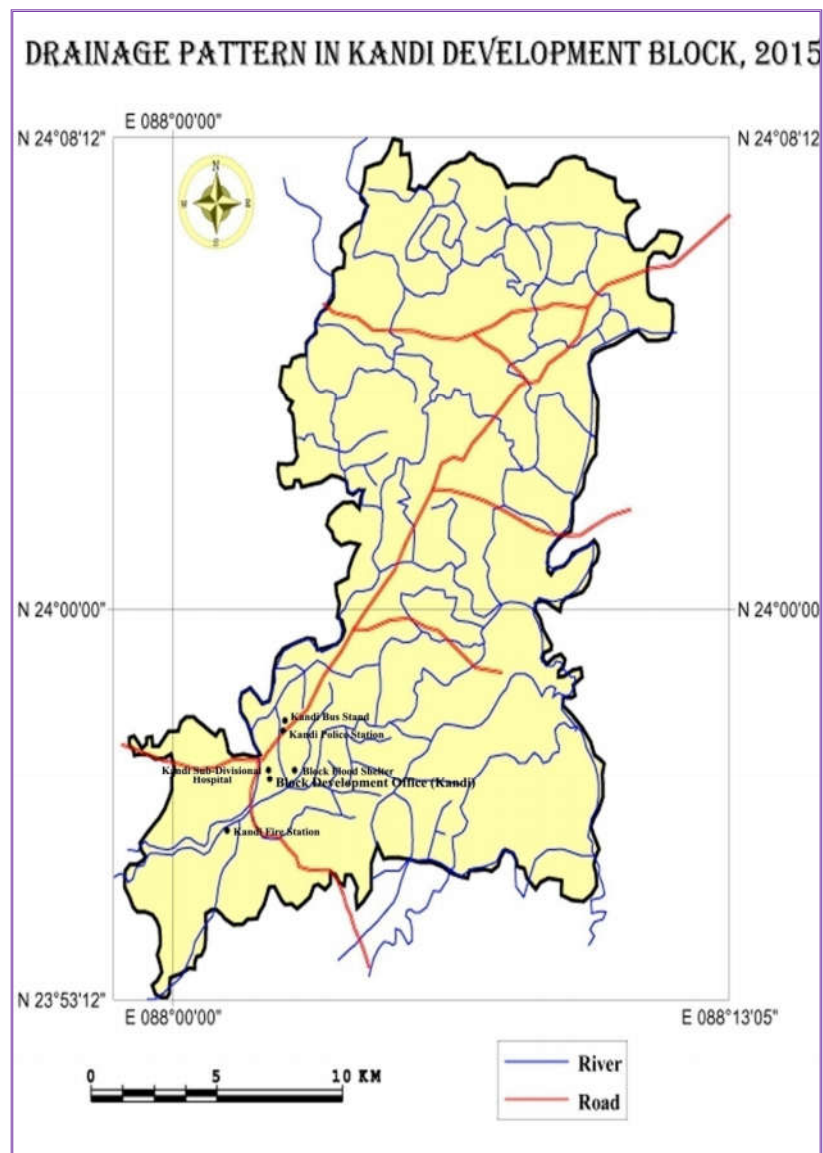 DRAINAGE PATTERN IN KANDI DEVELOPMENT BLOCK, 2015
E 088°00'00"
N 24°08'12"
N 24°08'12
N
S
N 24°00'00"
N 24°00'00"
Kandi Bus Stand
Kandi Police Station
Kandi Sub-Divisional
Hospital
Block Flood Shelter
Block Development Office (Kandi)
Kandi Fire Station
N 23°53'12"
E 088°00'00"
E 088°13'05"
0 5 10 KM
River
Road